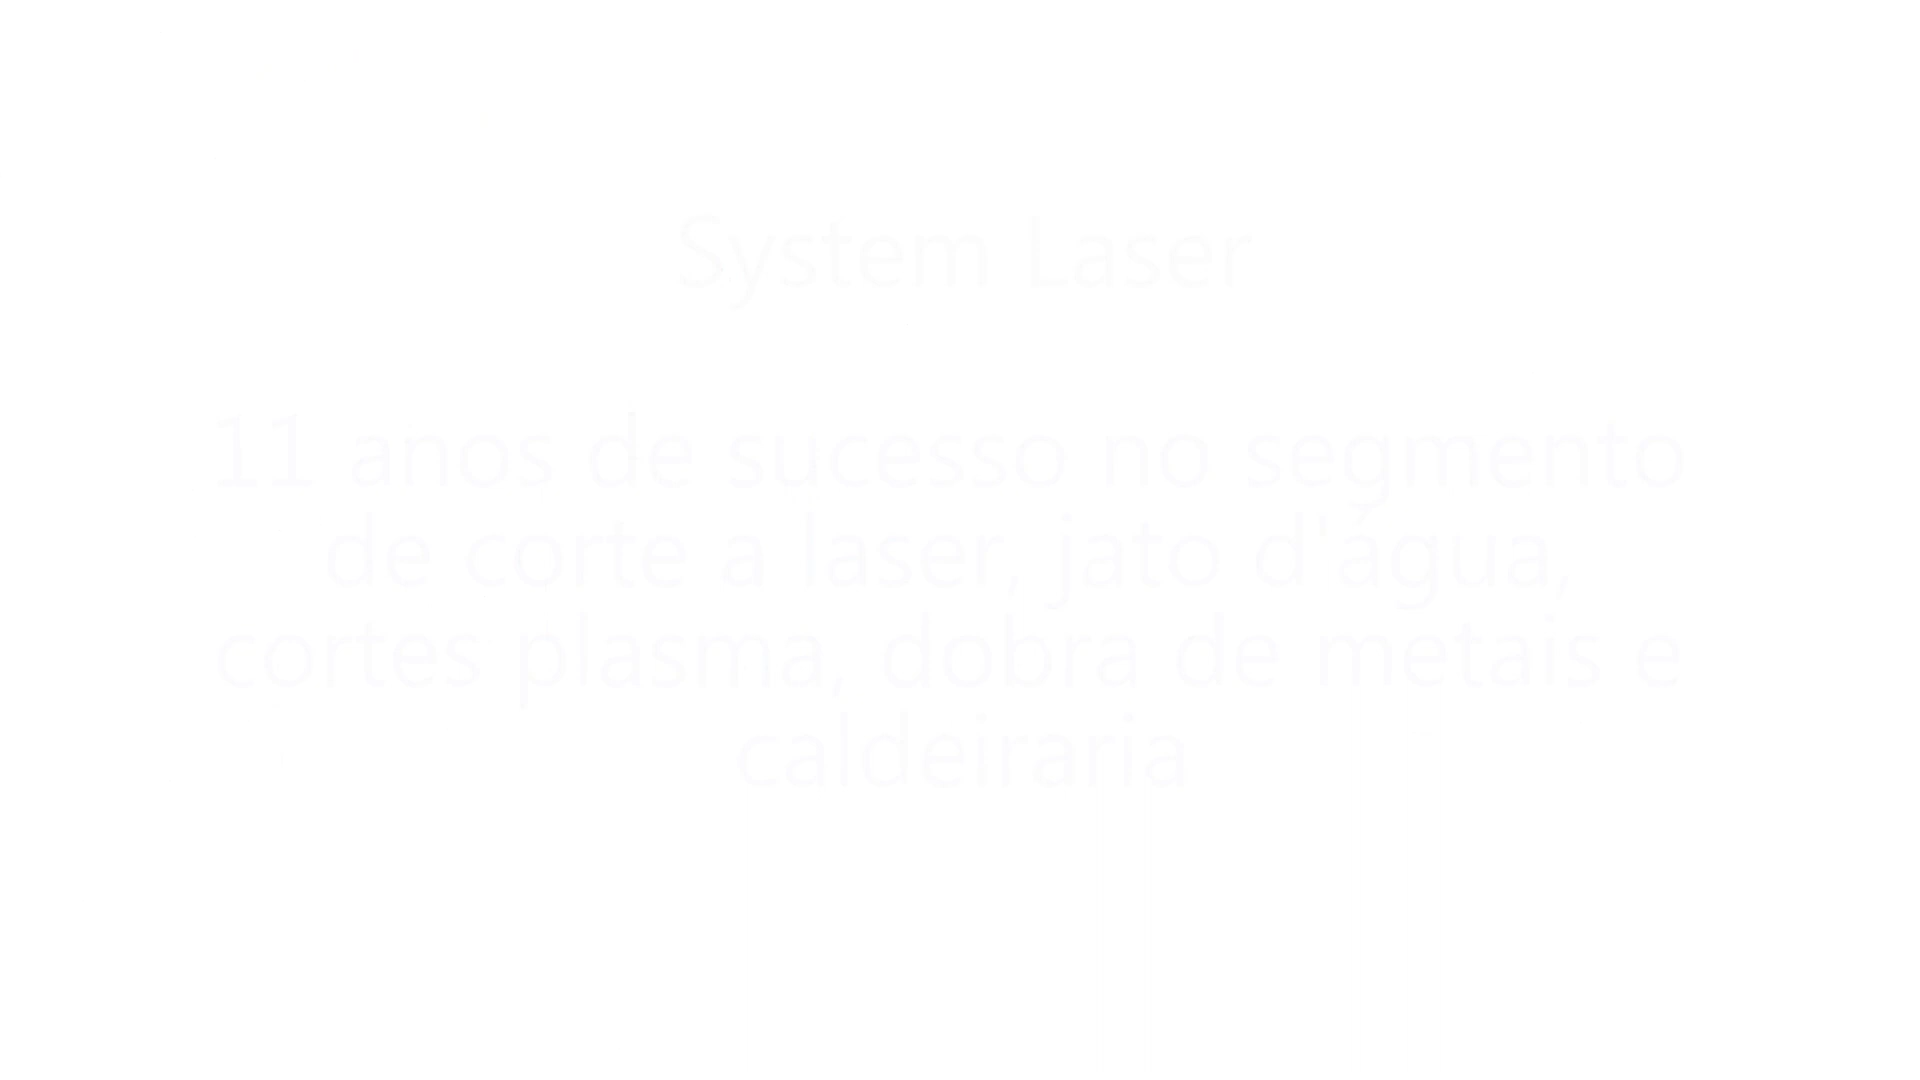 System Laser
11 anos de sucesso no segmento
de corte a laser, jato d'água,
cortes plasma, dobra de metais e
caldeiraria